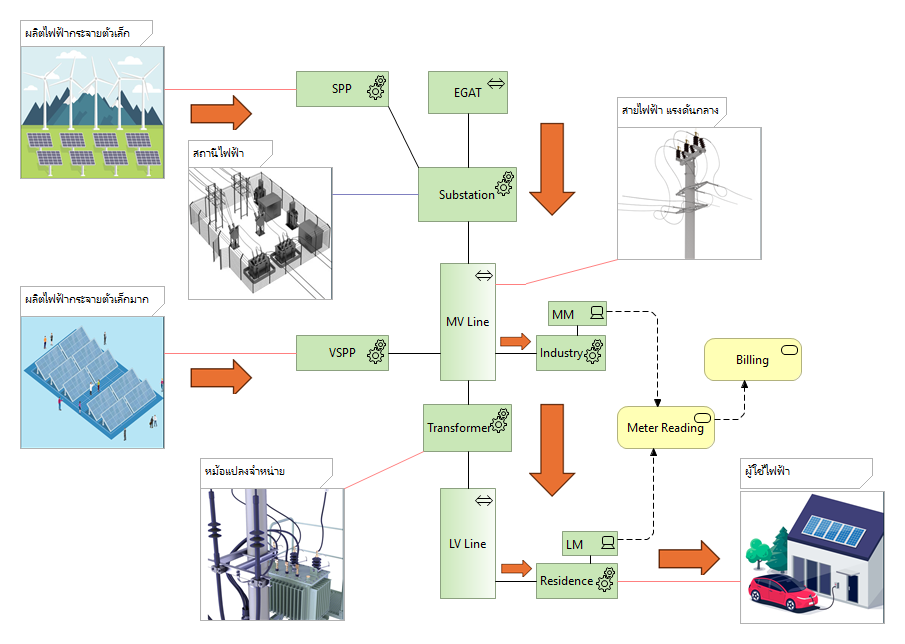 ผลิตไฟฟ้ากระจายตัวเล็ก
SPP
EGAT
สายไฟฟ้า แรงดันกลาง
สถานีไฟฟ้า
Substation
ผลิตไฟฟ้ากระจายตัวเล็กมาก
MV Line
MM
VSPP
Industry
Billing
Transformer
Meter Reading
หม้อแปลงจำหน่าย
ผู้ใช้ไฟฟ้า
LV Line
LM
Residence